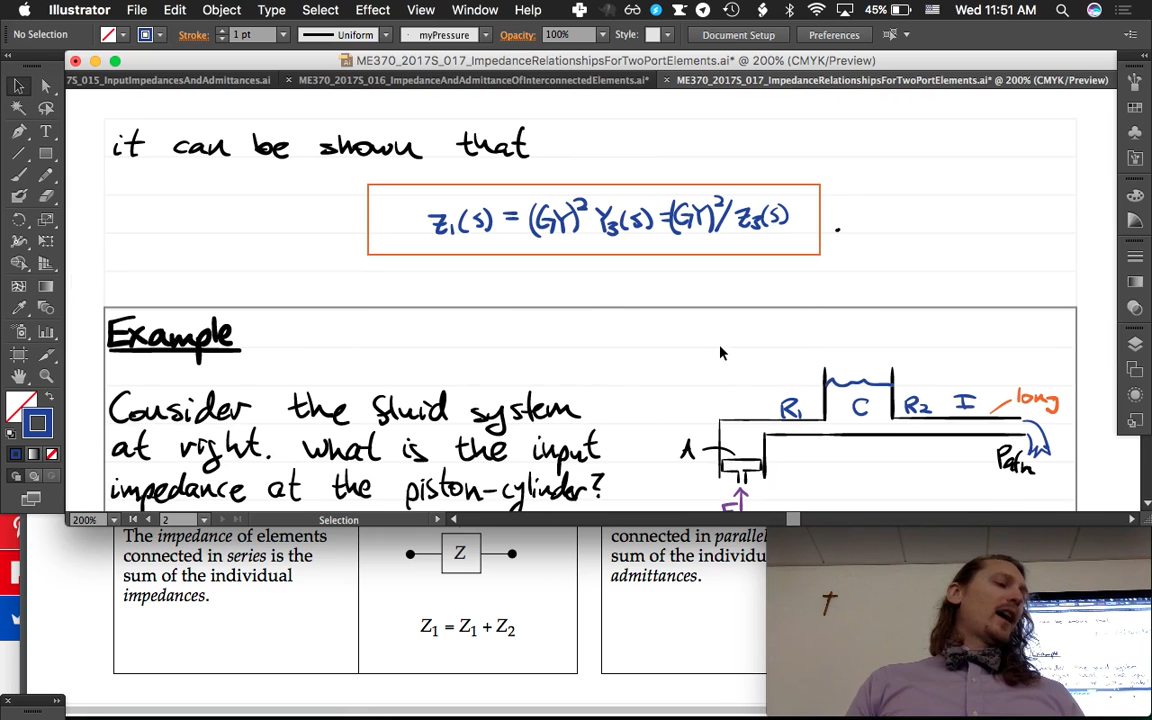 Illustrator File Edit Object Type Select Effect View Window Help 45% Wed 11:51 AM
No Selection Stroke: 1 pt Uniform myPressure Opacity: 100% Style: Document Setup Preferences
ME370_2017S_017_ImpedanceRelationshipsForTwoPortElements.ai* @ 200% (CMYK/Preview)
7S_015_InputImpedancesAndAdmittances.ai ME370_2017S_016_ImpedanceAndAdmittanceOfInterconnectedElements.ai* ME370_2017S_017_ImpedanceRelationshipsForTwoPortElements.ai* @ 200% (CMYK/Preview)
it can be shown that
Z₁(s) = (GY)² Y₃(s) = (GY)²/Z₃(s) .
Example
Consider the fluid system
at right. What is the input
impedance at the piston-cylinder?
R₁ C R₂ I long
A
Patm
200% 2 Selection
The impedance of elements
connected in series is the
sum of the individual
impedances.
Z
Z₁ = Z₁ + Z₂
connected in parallel
sum of the individu
admittances.